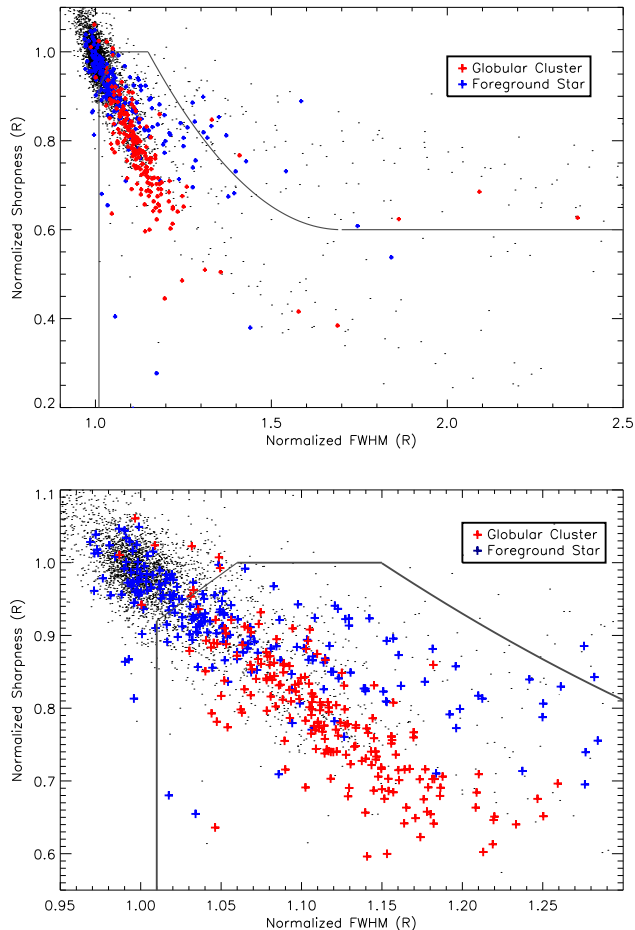 1.0
0.8
0.6
0.4
0.2
Normalized Sharpness (R)
Globular Cluster
Foreground Star
1.0 1.5 2.0 2.5
Normalized FWHM (R)
1.1
1.0
0.9
0.8
0.7
0.6
Normalized Sharpness (R)
Globular Cluster
Foreground Star
0.95 1.00 1.05 1.10 1.15 1.20 1.25
Normalized FWHM (R)